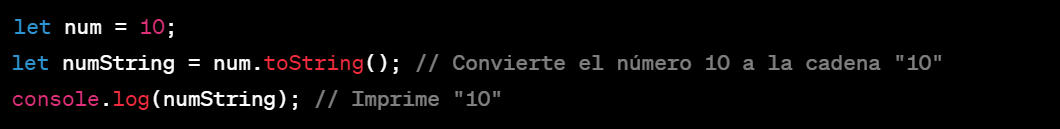 let num = 10;
let numString = num.toString(); // Convierte el número 10 a la cadena "10"
console.log(numString); // Imprime "10"